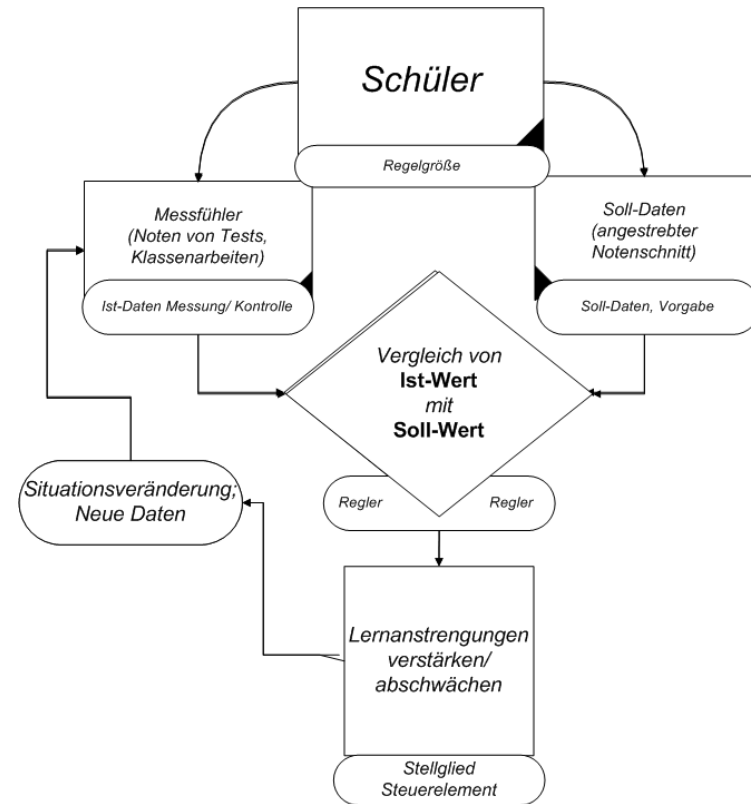 Schüler
Regelgröße
Messfühler
(Noten von Tests,
Klassenarbeiten)
Ist-Daten Messung/ Kontrolle
Soll-Daten
(angestrebter
Notenschnitt)
Soll-Daten, Vorgabe
Vergleich von
Ist-Wert
mit
Soll-Wert
Regler
Regler
Situationsveränderung;
Neue Daten
Lernanstrengungen
verstärken/
abschwächen
Stellglied
Steuerelement